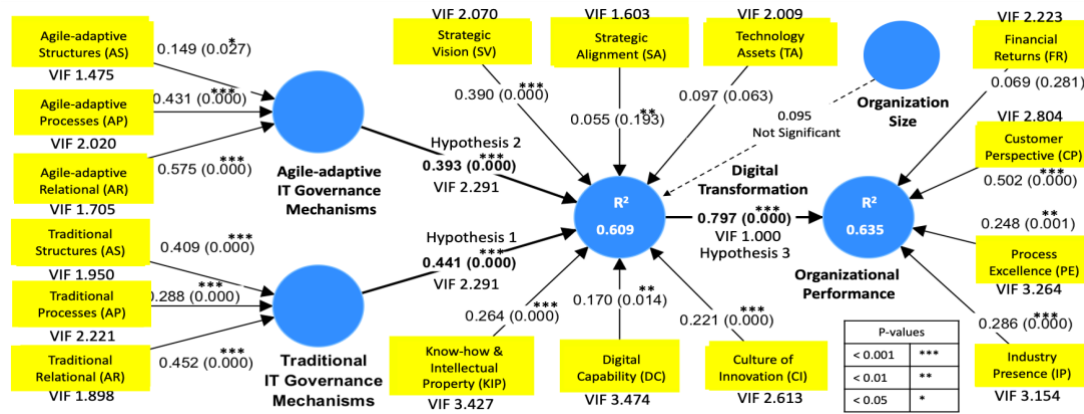 VIF 2.070
VIF 1.603
VIF 2.009
VIF 2.223
Agile-adaptive
Structures (AS)
VIF 1.475
0.149 (0.027)
*
Agile-adaptive
Processes (AP)
VIF 2.020
0.431 (0.000)
***
Agile-adaptive
Relational (AR)
VIF 1.705
0.575 (0.000)
***
Agile-adaptive
IT Governance
Mechanisms
Traditional
Structures (AS)
VIF 1.950
0.409 (0.000)
***
Traditional
Processes (AP)
VIF 2.221
0.288 (0.000)
***
Traditional
Relational (AR)
VIF 1.898
0.452 (0.000)
***
Traditional
IT Governance
Mechanisms
Hypothesis 2
0.393 (0.000)
***
VIF 2.291
Hypothesis 1
0.441 (0.000)
***
VIF 2.291
Strategic
Vision (SV)
0.390 (0.000)
***
Strategic
Alignment (SA)
0.055 (0.193)
**
Technology
Assets (TA)
0.097 (0.063)
R²
0.609
0.264 (0.000)
***
Know-how &
Intellectual
Property (KIP)
VIF 3.427
0.170 (0.014)
**
Digital
Capability (DC)
VIF 3.474
0.221 (0.000)
***
Culture of
Innovation (CI)
VIF 2.613
0.095
Not Significant
Organization
Size
Digital
Transformation
0.797 (0.000)
***
VIF 1.000
Hypothesis 3
R²
0.635
Organizational
Performance
Financial
Returns (FR)
0.069 (0.281)
VIF 2.804
Customer
Perspective (CP)
0.502 (0.000)
***
0.248 (0.001)
**
Process
Excellence (PE)
VIF 3.264
0.286 (0.000)
***
Industry
Presence (IP)
VIF 3.154
P-values
< 0.001 ***
< 0.01 **
< 0.05 *